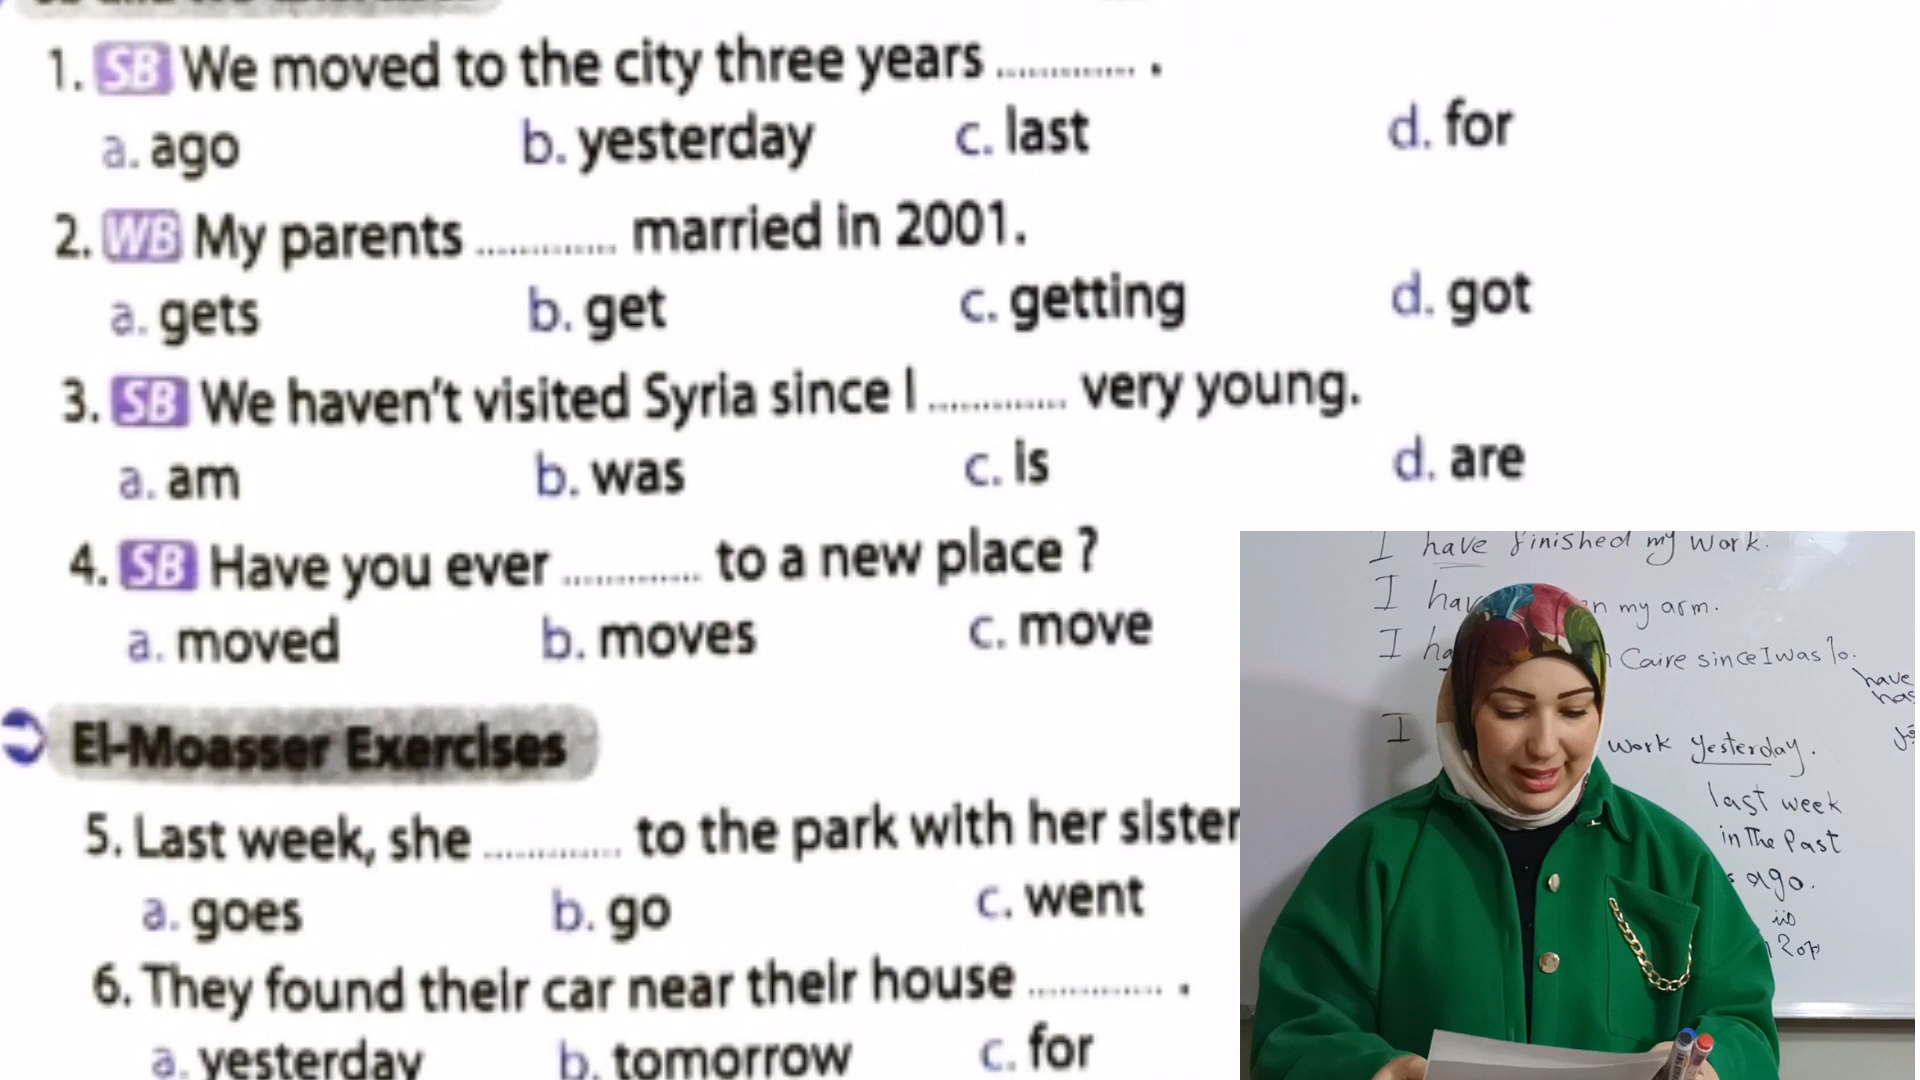 1. SB We moved to the city three years ............. .
a. ago b. yesterday c. last d. for
2. WB My parents ............. married in 2001.
a. gets b. get c. getting d. got
3. SB We haven't visited Syria since I ............. very young.
a. am b. was c. is d. are
4. SB Have you ever ............. to a new place ?
a. moved b. moves c. move
El-Moasser Exercises
5. Last week, she ............. to the park with her sister
a. goes b. go c. went
6. They found their car near their house ............. .
a. yesterday b. tomorrow c. for
I have finished my work.
I my arm.
I Caire since I was 10.
have
has
I work yesterday.
last week
in The Past
ago.